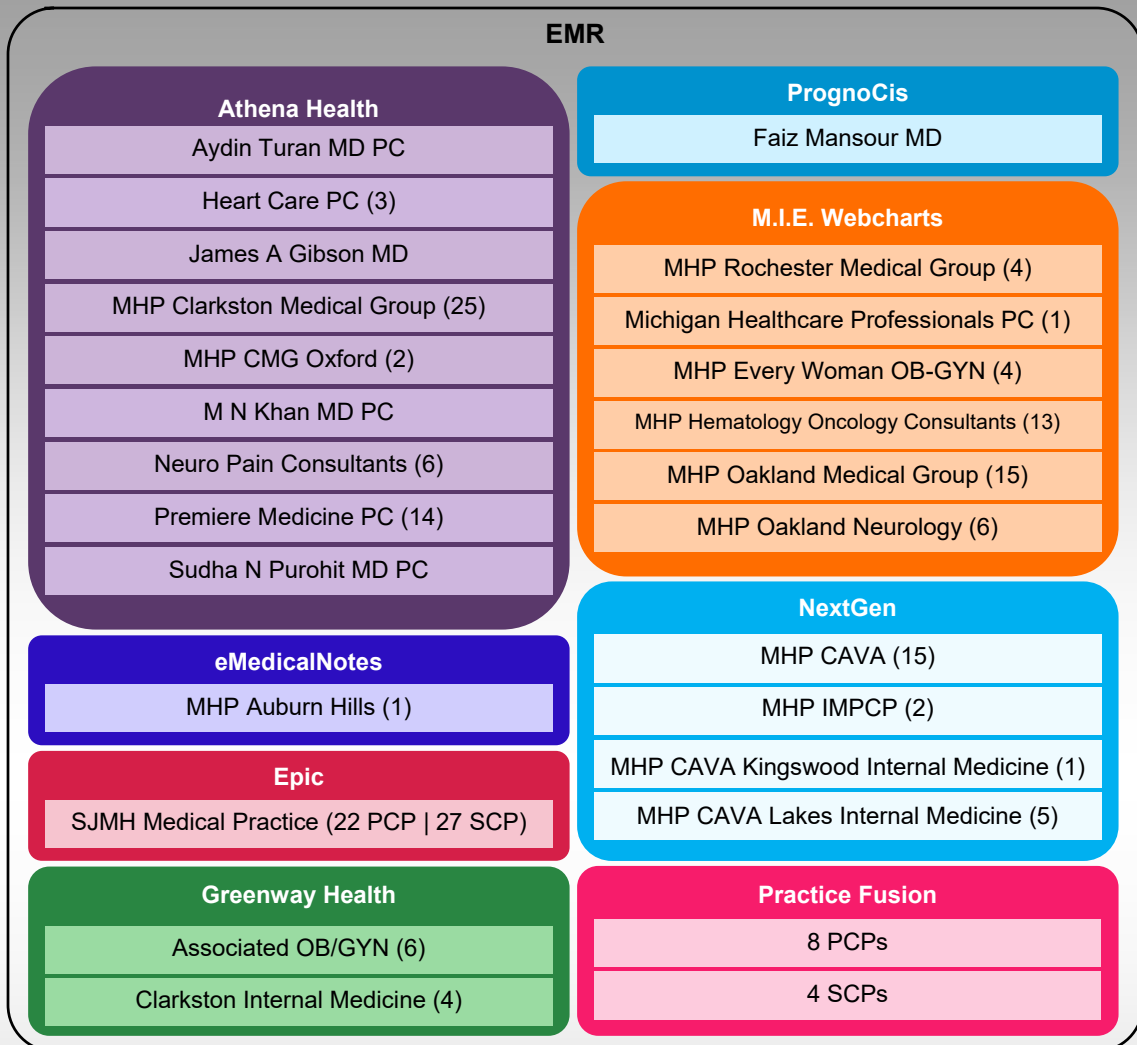 EMR
Athena Health
Aydin Turan MD PC
Heart Care PC (3)
James A Gibson MD
MHP Clarkston Medical Group (25)
MHP CMG Oxford (2)
M N Khan MD PC
Neuro Pain Consultants (6)
Premiere Medicine PC (14)
Sudha N Purohit MD PC
eMedicalNotes
MHP Auburn Hills (1)
Epic
SJMH Medical Practice (22 PCP | 27 SCP)
Greenway Health
Associated OB/GYN (6)
Clarkston Internal Medicine (4)
PrognoCis
Faiz Mansour MD
M.I.E. Webcharts
MHP Rochester Medical Group (4)
Michigan Healthcare Professionals PC (1)
MHP Every Woman OB-GYN (4)
MHP Hematology Oncology Consultants (13)
MHP Oakland Medical Group (15)
MHP Oakland Neurology (6)
NextGen
MHP CAVA (15)
MHP IMPCP (2)
MHP CAVA Kingswood Internal Medicine (1)
MHP CAVA Lakes Internal Medicine (5)
Practice Fusion
8 PCPs
4 SCPs